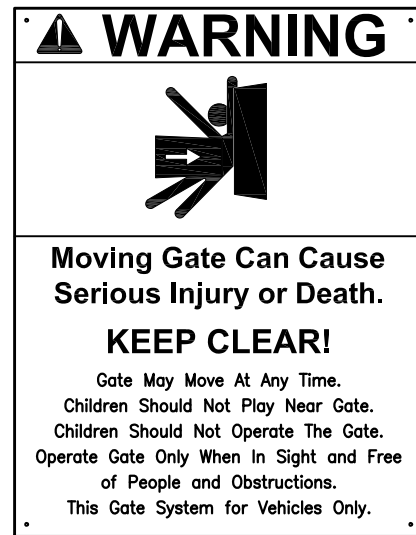 WARNING
Moving Gate Can Cause
Serious Injury or Death.
KEEP CLEAR!
Gate May Move At Any Time.
Children Should Not Play Near Gate.
Children Should Not Operate The Gate.
Operate Gate Only When In Sight and Free
of People and Obstructions.
This Gate System for Vehicles Only.